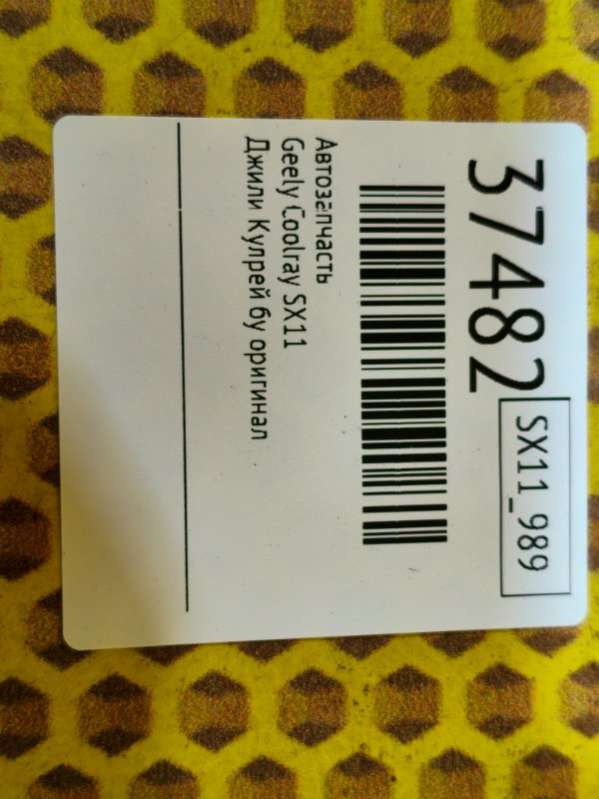 37482
SX11_989
Автозапчасть
Geely Coolray SX11
Джили Кулрей бу оригинал